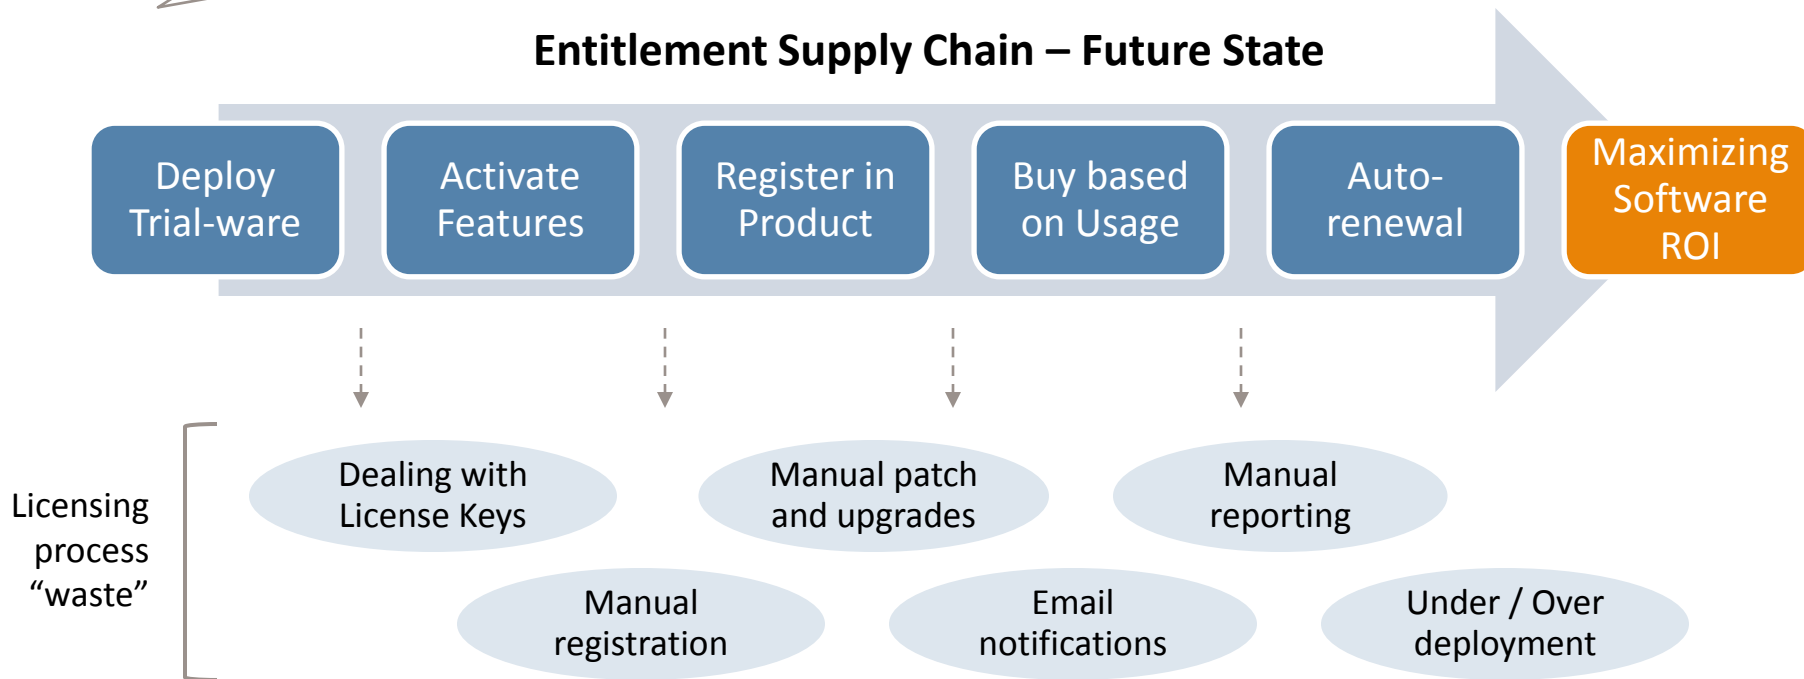 Entitlement Supply Chain – Future State
Deploy
Trial-ware
Activate
Features
Register in
Product
Buy based
on Usage
Auto-
renewal
Maximizing
Software
ROI
Licensing
process
“waste”
Dealing with
License Keys
Manual patch
and upgrades
Manual
reporting
Manual
registration
Email
notifications
Under / Over
deployment